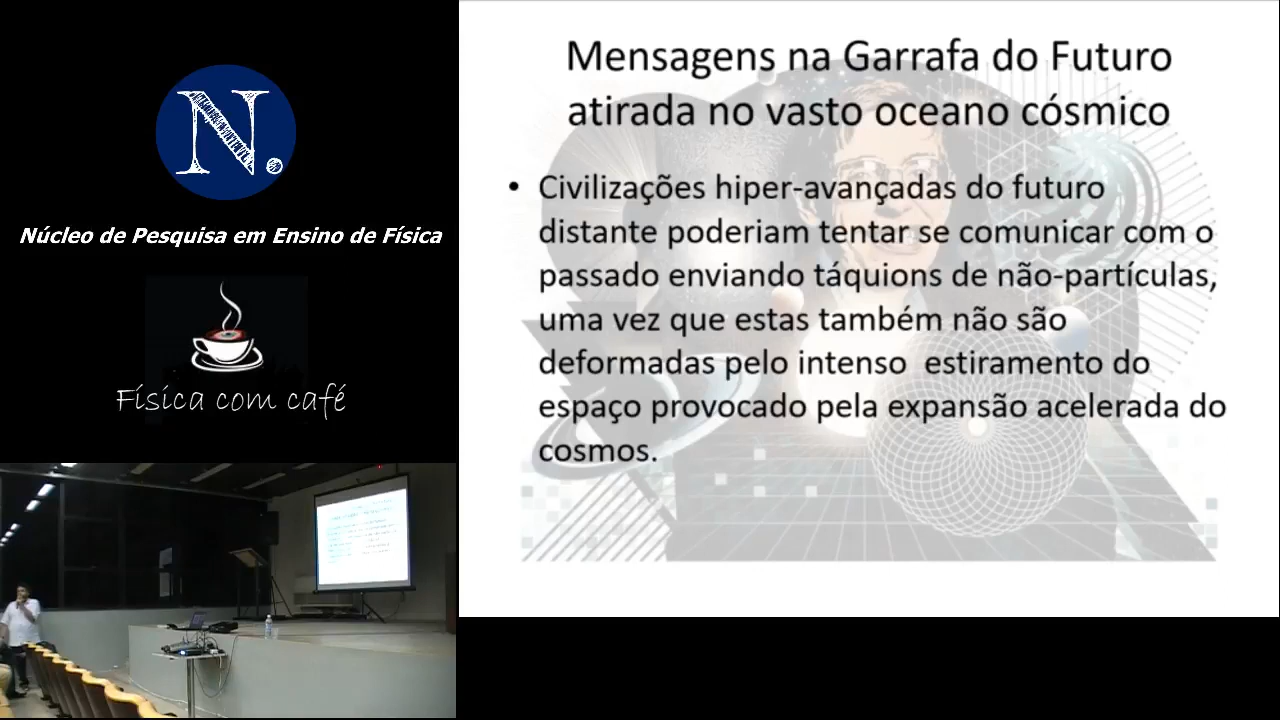 N.
Núcleo de Pesquisa em Ensino de Física
Física com café
Mensagens na Garrafa do Futuro
atirada no vasto oceano cósmico
• Civilizações hiper-avançadas do futuro
distante poderiam tentar se comunicar com o
passado enviando táquions de não-partículas,
uma vez que estas também não são
deformadas pelo intenso estiramento do
espaço provocado pela expansão acelerada do
cosmos.